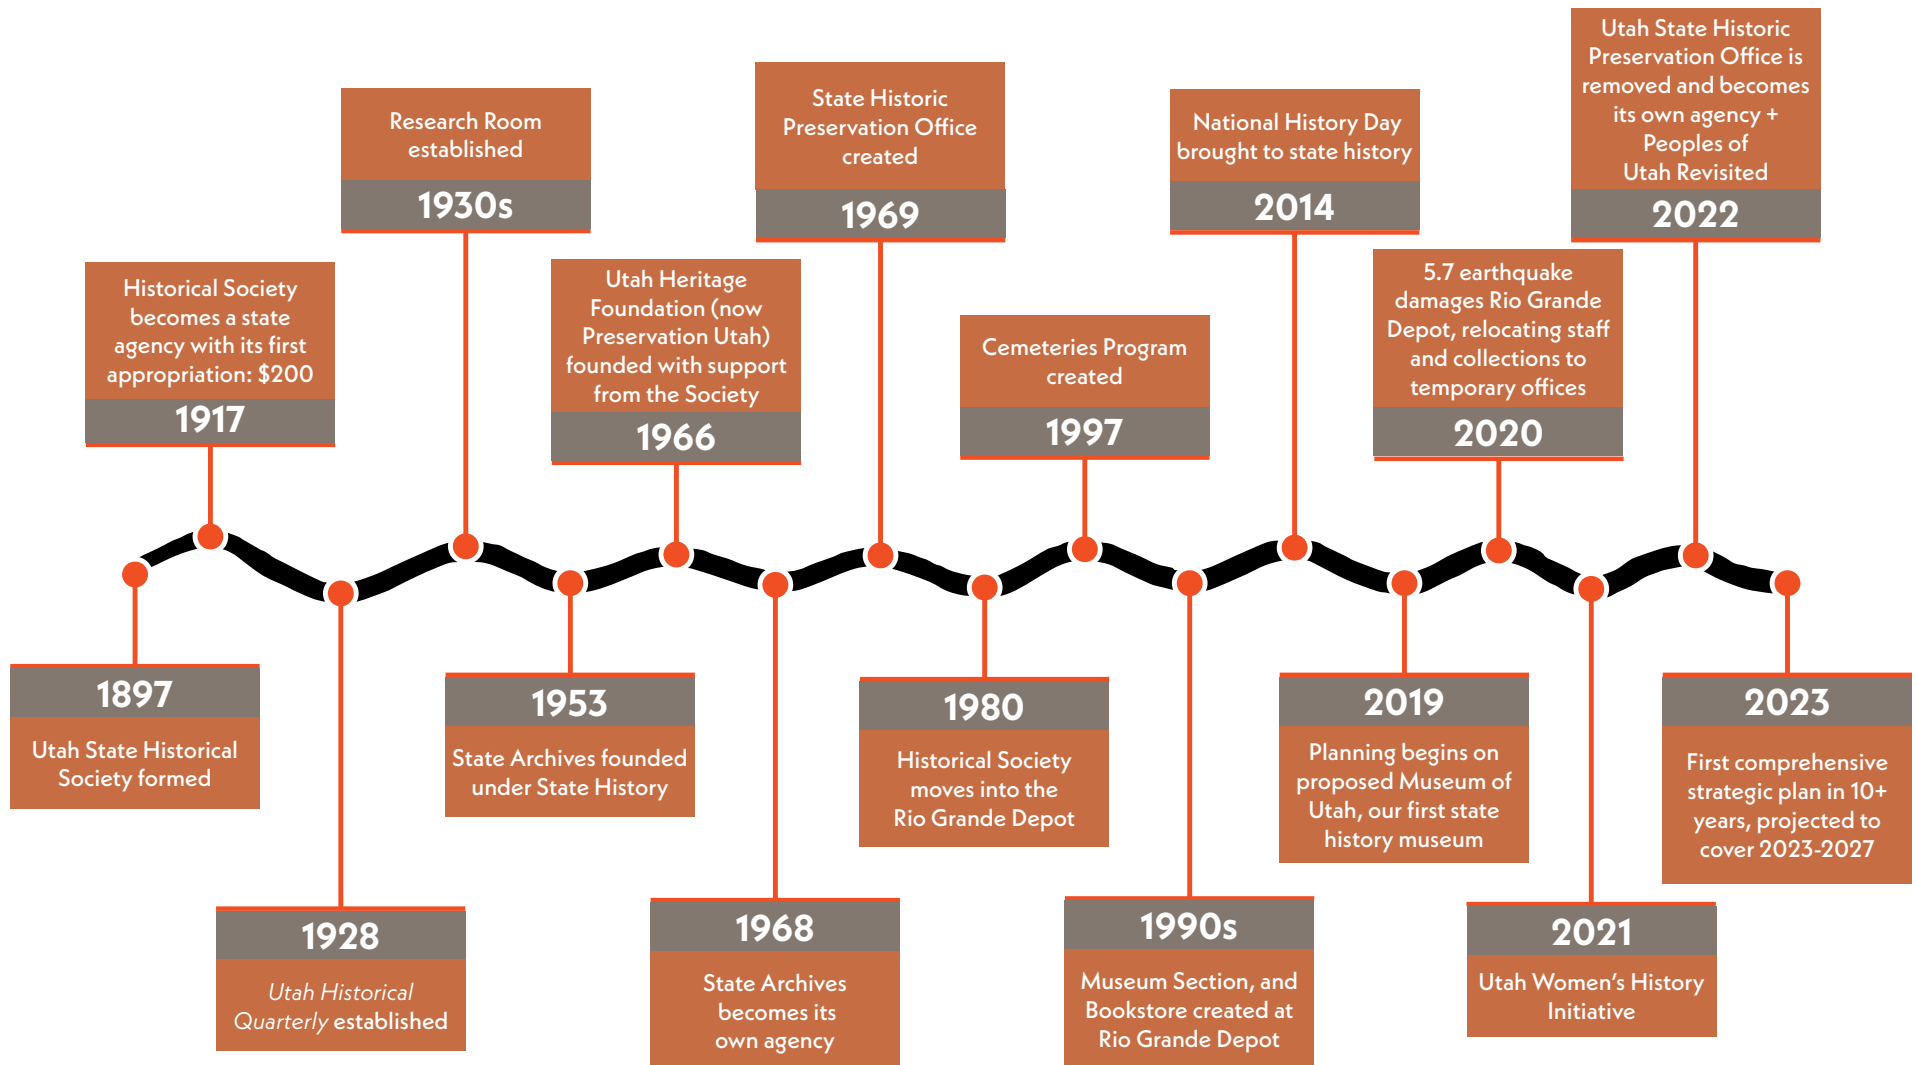 1897
Utah State Historical
Society formed
Historical Society
becomes a state
agency with its first
appropriation: $200
1917
1928
Utah Historical
Quarterly established
Research Room
established
1930s
1953
State Archives founded
under State History
Utah Heritage
Foundation (now
Preservation Utah)
founded with support
from the Society
1966
1968
State Archives
becomes its
own agency
State Historic
Preservation Office
created
1969
1980
Historical Society
moves into the
Rio Grande Depot
Cemeteries Program
created
1997
1990s
Museum Section, and
Bookstore created at
Rio Grande Depot
National History Day
brought to state history
2014
2019
Planning begins on
proposed Museum of
Utah, our first state
history museum
5.7 earthquake
damages Rio Grande
Depot, relocating staff
and collections to
temporary offices
2020
2021
Utah Women's History
Initiative
Utah State Historic
Preservation Office is
removed and becomes
its own agency +
Peoples of
Utah Revisited
2022
2023
First comprehensive
strategic plan in 10+
years, projected to
cover 2023-2027